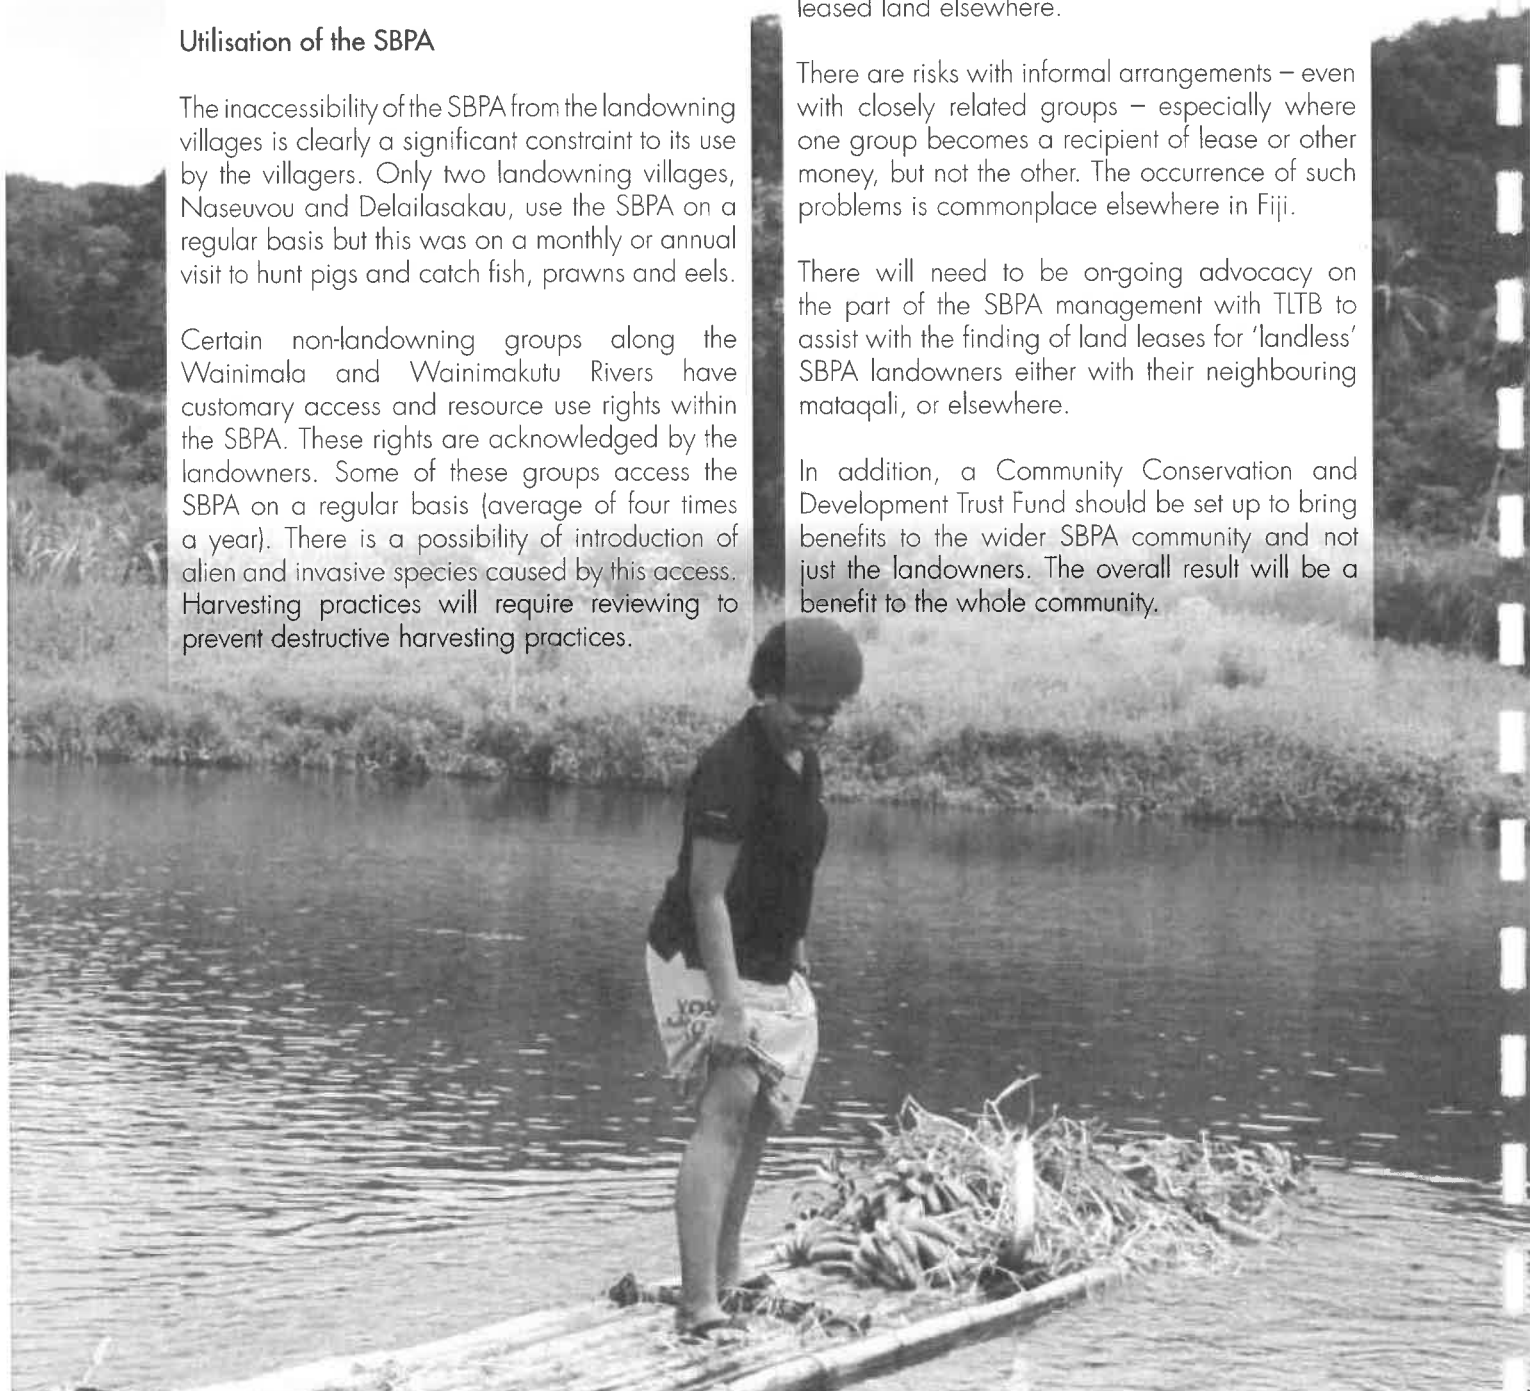 Utilisation of the SBPA
The inaccessibility of the SBPA from the landowning
villages is clearly a significant constraint to its use
by the villagers. Only two landowning villages,
Naseuvou and Delailasakau, use the SBPA on a
regular basis but this was on a monthly or annual
visit to hunt pigs and catch fish, prawns and eels.
Certain non-landowning groups along the
Wainimala and Wainimakutu Rivers have
customary access and resource use rights within
the SBPA. These rights are acknowledged by the
landowners. Some of these groups access the
SBPA on a regular basis (average of four times
a year). There is a possibility of introduction of
alien and invasive species caused by this access.
Harvesting practices will require reviewing to
prevent destructive harvesting practices.
leased land elsewhere.
There are risks with informal arrangements – even
with closely related groups – especially where
one group becomes a recipient of lease or other
money, but not the other. The occurrence of such
problems is commonplace elsewhere in Fiji.
There will need to be on-going advocacy on
the part of the SBPA management with TLTB to
assist with the finding of land leases for 'landless'
SBPA landowners either with their neighbouring
mataqali, or elsewhere.
In addition, a Community Conservation and
Development Trust Fund should be set up to bring
benefits to the wider SBPA community and not
just the landowners. The overall result will be a
benefit to the whole community.